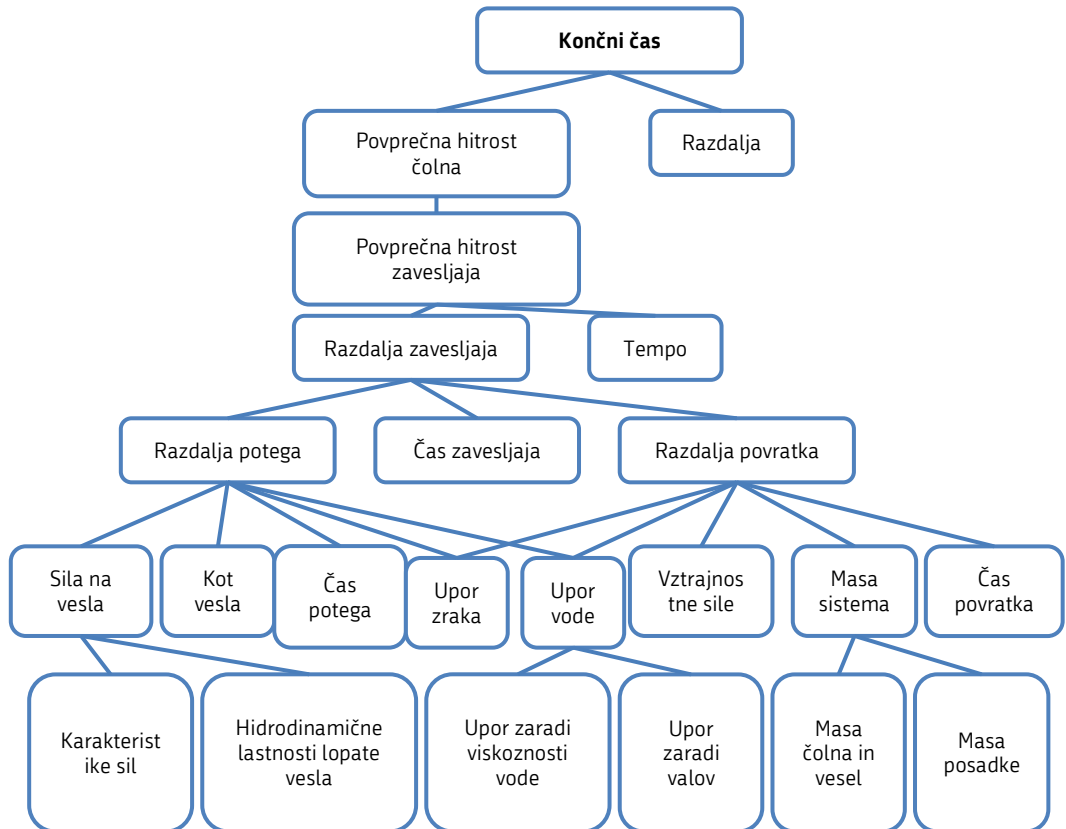 Končni čas
Povprečna hitrost
čolna
Razdalja
Povprečna hitrost
zavesljaja
Razdalja zavesljaja
Tempo
Razdalja potega
Čas zavesljaja
Razdalja povratka
Sila na
vesla
Kot
vesla
Čas
potega
Upor
zraka
Upor
vode
Vztrajnos
tne sile
Masa
sistema
Čas
povratka
Karakterist
ike sil
Hidrodinamične
lastnosti lopate
vesla
Upor zaradi
viskoznosti
vode
Upor
zaradi
valov
Masa
čolna in
vesel
Masa
posadke